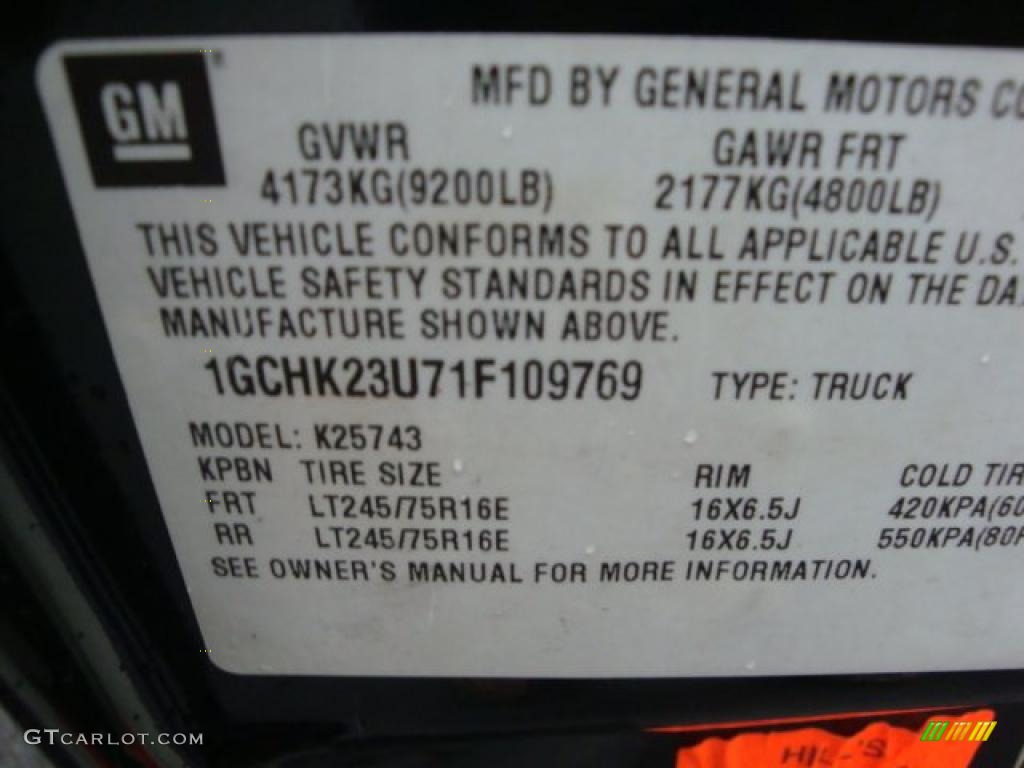 GM
MFD BY GENERAL MOTORS CO
GVWR GAWR FRT
4173KG(9200LB) 2177KG(4800LB)
THIS VEHICLE CONFORMS TO ALL APPLICABLE U.S.
VEHICLE SAFETY STANDARDS IN EFFECT ON THE DA
MANUFACTURE SHOWN ABOVE.
1GCHK23U71F109769 TYPE: TRUCK
MODEL: K25743
KPBN TIRE SIZE RIM COLD TIR
FRT LT245/75R16E 16X6.5J 420KPA(60
RR LT245/75R16E 16X6.5J 550KPA(80P
SEE OWNER'S MANUAL FOR MORE INFORMATION.
GTCARLOT.COM